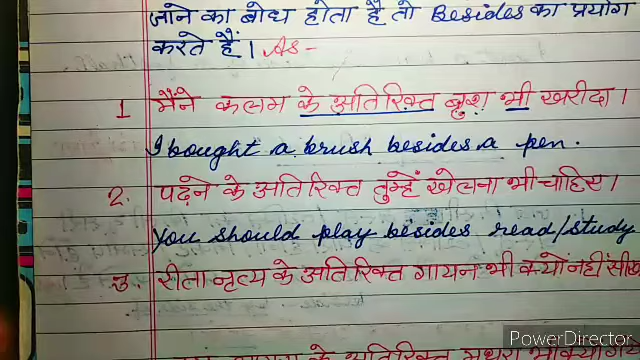 जाने का बोध होता है तो Besides का प्रयोग
करते हैं। As-
1 मैंने कलम के अतिरिक्त ब्रुश भी खरीदा।
I bought a brush besides a pen.
2. पढ़ने के अतिरिक्त तुम्हें खेलना भी चाहिए।
You should play besides read/study
3. रीता नृत्य के अतिरिक्त गायन भी क्यों नहीं सीख
के अतिरिक्त
PowerDirector